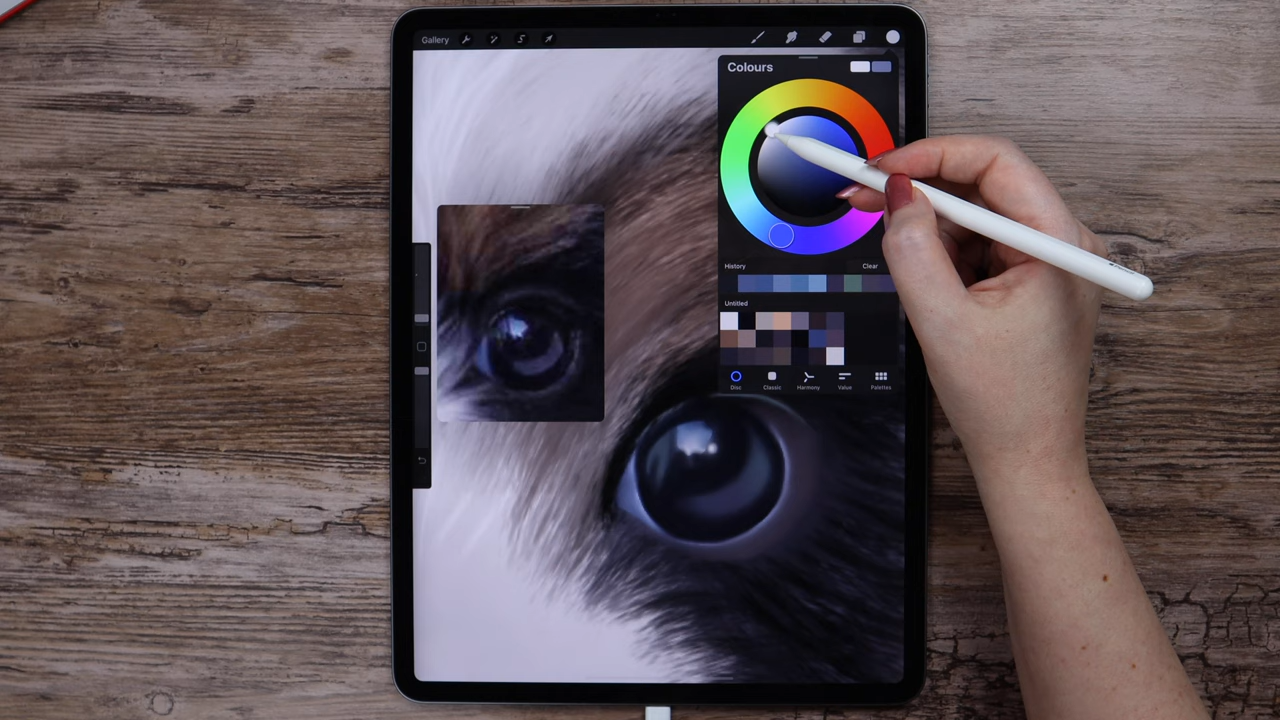 Gallery
Colours
History Clear
Untitled
Disc Classic Harmony Value Palettes